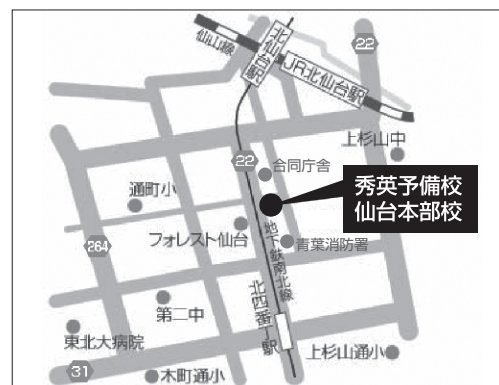 北仙台駅
仙山線
22
JR北仙台駅
上杉山中
22
合同庁舎
秀英予備校
仙台本部校
通町小
フォレスト仙台
地下鉄南北線
青葉消防署
264
第二中
北四番丁駅
東北大病院
上杉山通小
31
木町通小